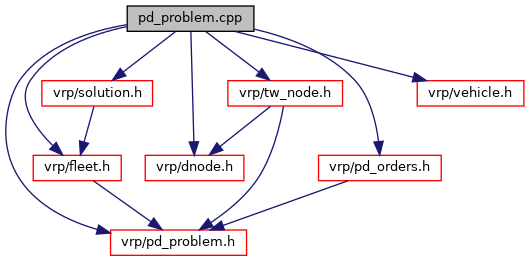 pd_problem.cpp
vrp/solution.h
vrp/tw_node.h
vrp/vehicle.h
vrp/fleet.h
vrp/dnode.h
vrp/pd_orders.h
vrp/pd_problem.h